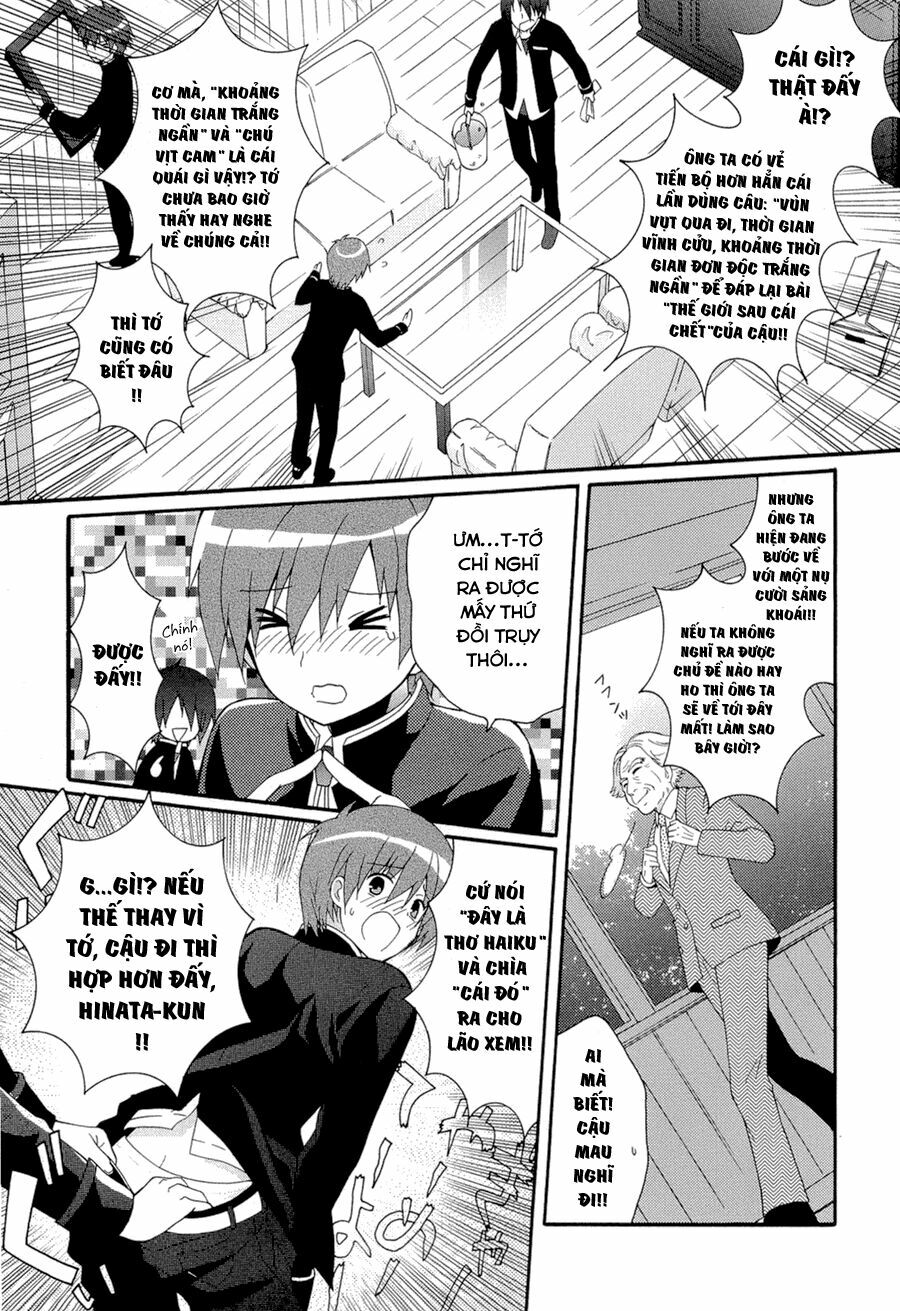 CÁI GÌ!?
THẬT ĐẤY
À!?
ÔNG TA CÓ VẺ
TIẾN BỘ HƠN HẲN CÁI
LẦN DÙNG CÂU: "VÙN
VỤT QUA ĐI, THỜI GIAN
VĨNH CỬU, KHOẢNG THỜI
GIAN ĐƠN ĐỘC TRẮNG
NGẦN" ĐỂ ĐÁP LẠI BÀI
"THẾ GIỚI SAU CÁI
CHẾT"CỦA CẬU!!
CƠ MÀ, "KHOẢNG
THỜI GIAN TRẮNG
NGẦN" VÀ "CHÚ
VỊT CAM" LÀ CÁI
QUÁI GÌ VẬY!? TỚ
CHƯA BAO GIỜ
THẤY HAY NGHE
VỀ CHÚNG CẢ!!
THÌ TỚ
CŨNG CÓ
BIẾT ĐÂU
!!
NHƯNG
ÔNG TA
HIỆN ĐANG
BƯỚC VỀ
VỚI MỘT NỤ
CƯỜI SẢNG
KHOÁI!!!
NẾU TA KHÔNG
NGHĨ RA ĐƯỢC
CHỦ ĐỀ NÀO HAY
HO THÌ ÔNG TA
SẼ VỀ TỚI ĐÂY
MẤT! LÀM SAO
BÂY GIỜ!?
AI
MÀ
BIẾT!
CẬU
MAU
NGHĨ
ĐI!!
ƯM...T-TỚ
CHỈ NGHĨ
RA ĐƯỢC
MẤY THỨ
ĐỒI TRỤY
THÔI...
Chính
nó!
ĐƯỢC
ĐẤY!!
CỨ NÓI
"ĐÂY LÀ
THƠ HAIKU"
VÀ CHÌA
"CÁI ĐÓ"
RA CHO
LÃO XEM!!
G...GÌ!? NẾU
THẾ THAY VÌ
TỚ, CẬU ĐI THÌ
HỢP HƠN ĐẤY,
HINATA-KUN
!!